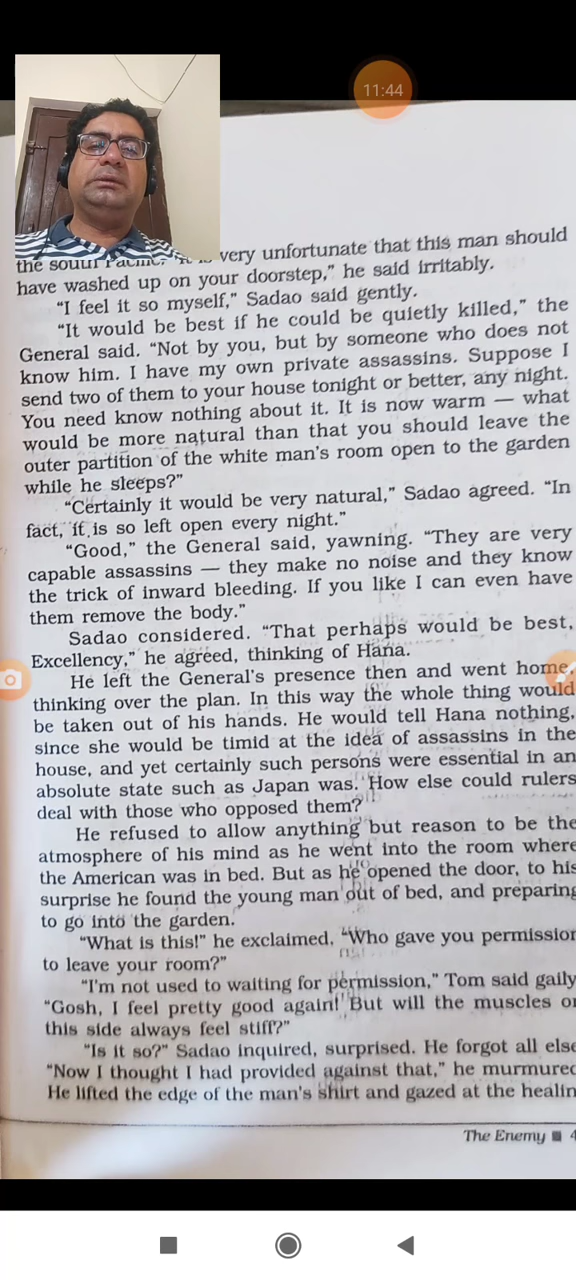 11:44
the south Pacific. "It is very unfortunate that this man should
have washed up on your doorstep," he said irritably.
"I feel it so myself," Sadao said gently.
"It would be best if he could be quietly killed," the
General said. "Not by you, but by someone who does not
know him. I have my own private assassins. Suppose I
send two of them to your house tonight or better, any night.
You need know nothing about it. It is now warm — what
would be more natural than that you should leave the
outer partition of the white man's room open to the garden
while he sleeps?"
"Certainly it would be very natural," Sadao agreed. "In
fact, it is so left open every night."
"Good," the General said, yawning. "They are very
capable assassins — they make no noise and they know
the trick of inward bleeding. If you like I can even have
them remove the body."
Sadao considered. "That perhaps would be best,
Excellency," he agreed, thinking of Hana.
He left the General's presence then and went home,
thinking over the plan. In this way the whole thing would
be taken out of his hands. He would tell Hana nothing,
since she would be timid at the idea of assassins in the
house, and yet certainly such persons were essential in an
absolute state such as Japan was. How else could rulers
deal with those who opposed them?
He refused to allow anything but reason to be the
atmosphere of his mind as he went into the room where
the American was in bed. But as he opened the door, to his
surprise he found the young man out of bed, and preparing
to go into the garden.
"What is this!" he exclaimed. "Who gave you permission
to leave your room?"
"I'm not used to waiting for permission," Tom said gaily
"Gosh, I feel pretty good again! But will the muscles on
this side always feel stiff?"
"Is it so?" Sadao inquired, surprised. He forgot all else
"Now I thought I had provided against that," he murmured
He lifted the edge of the man's shirt and gazed at the healin
The Enemy ■ 4